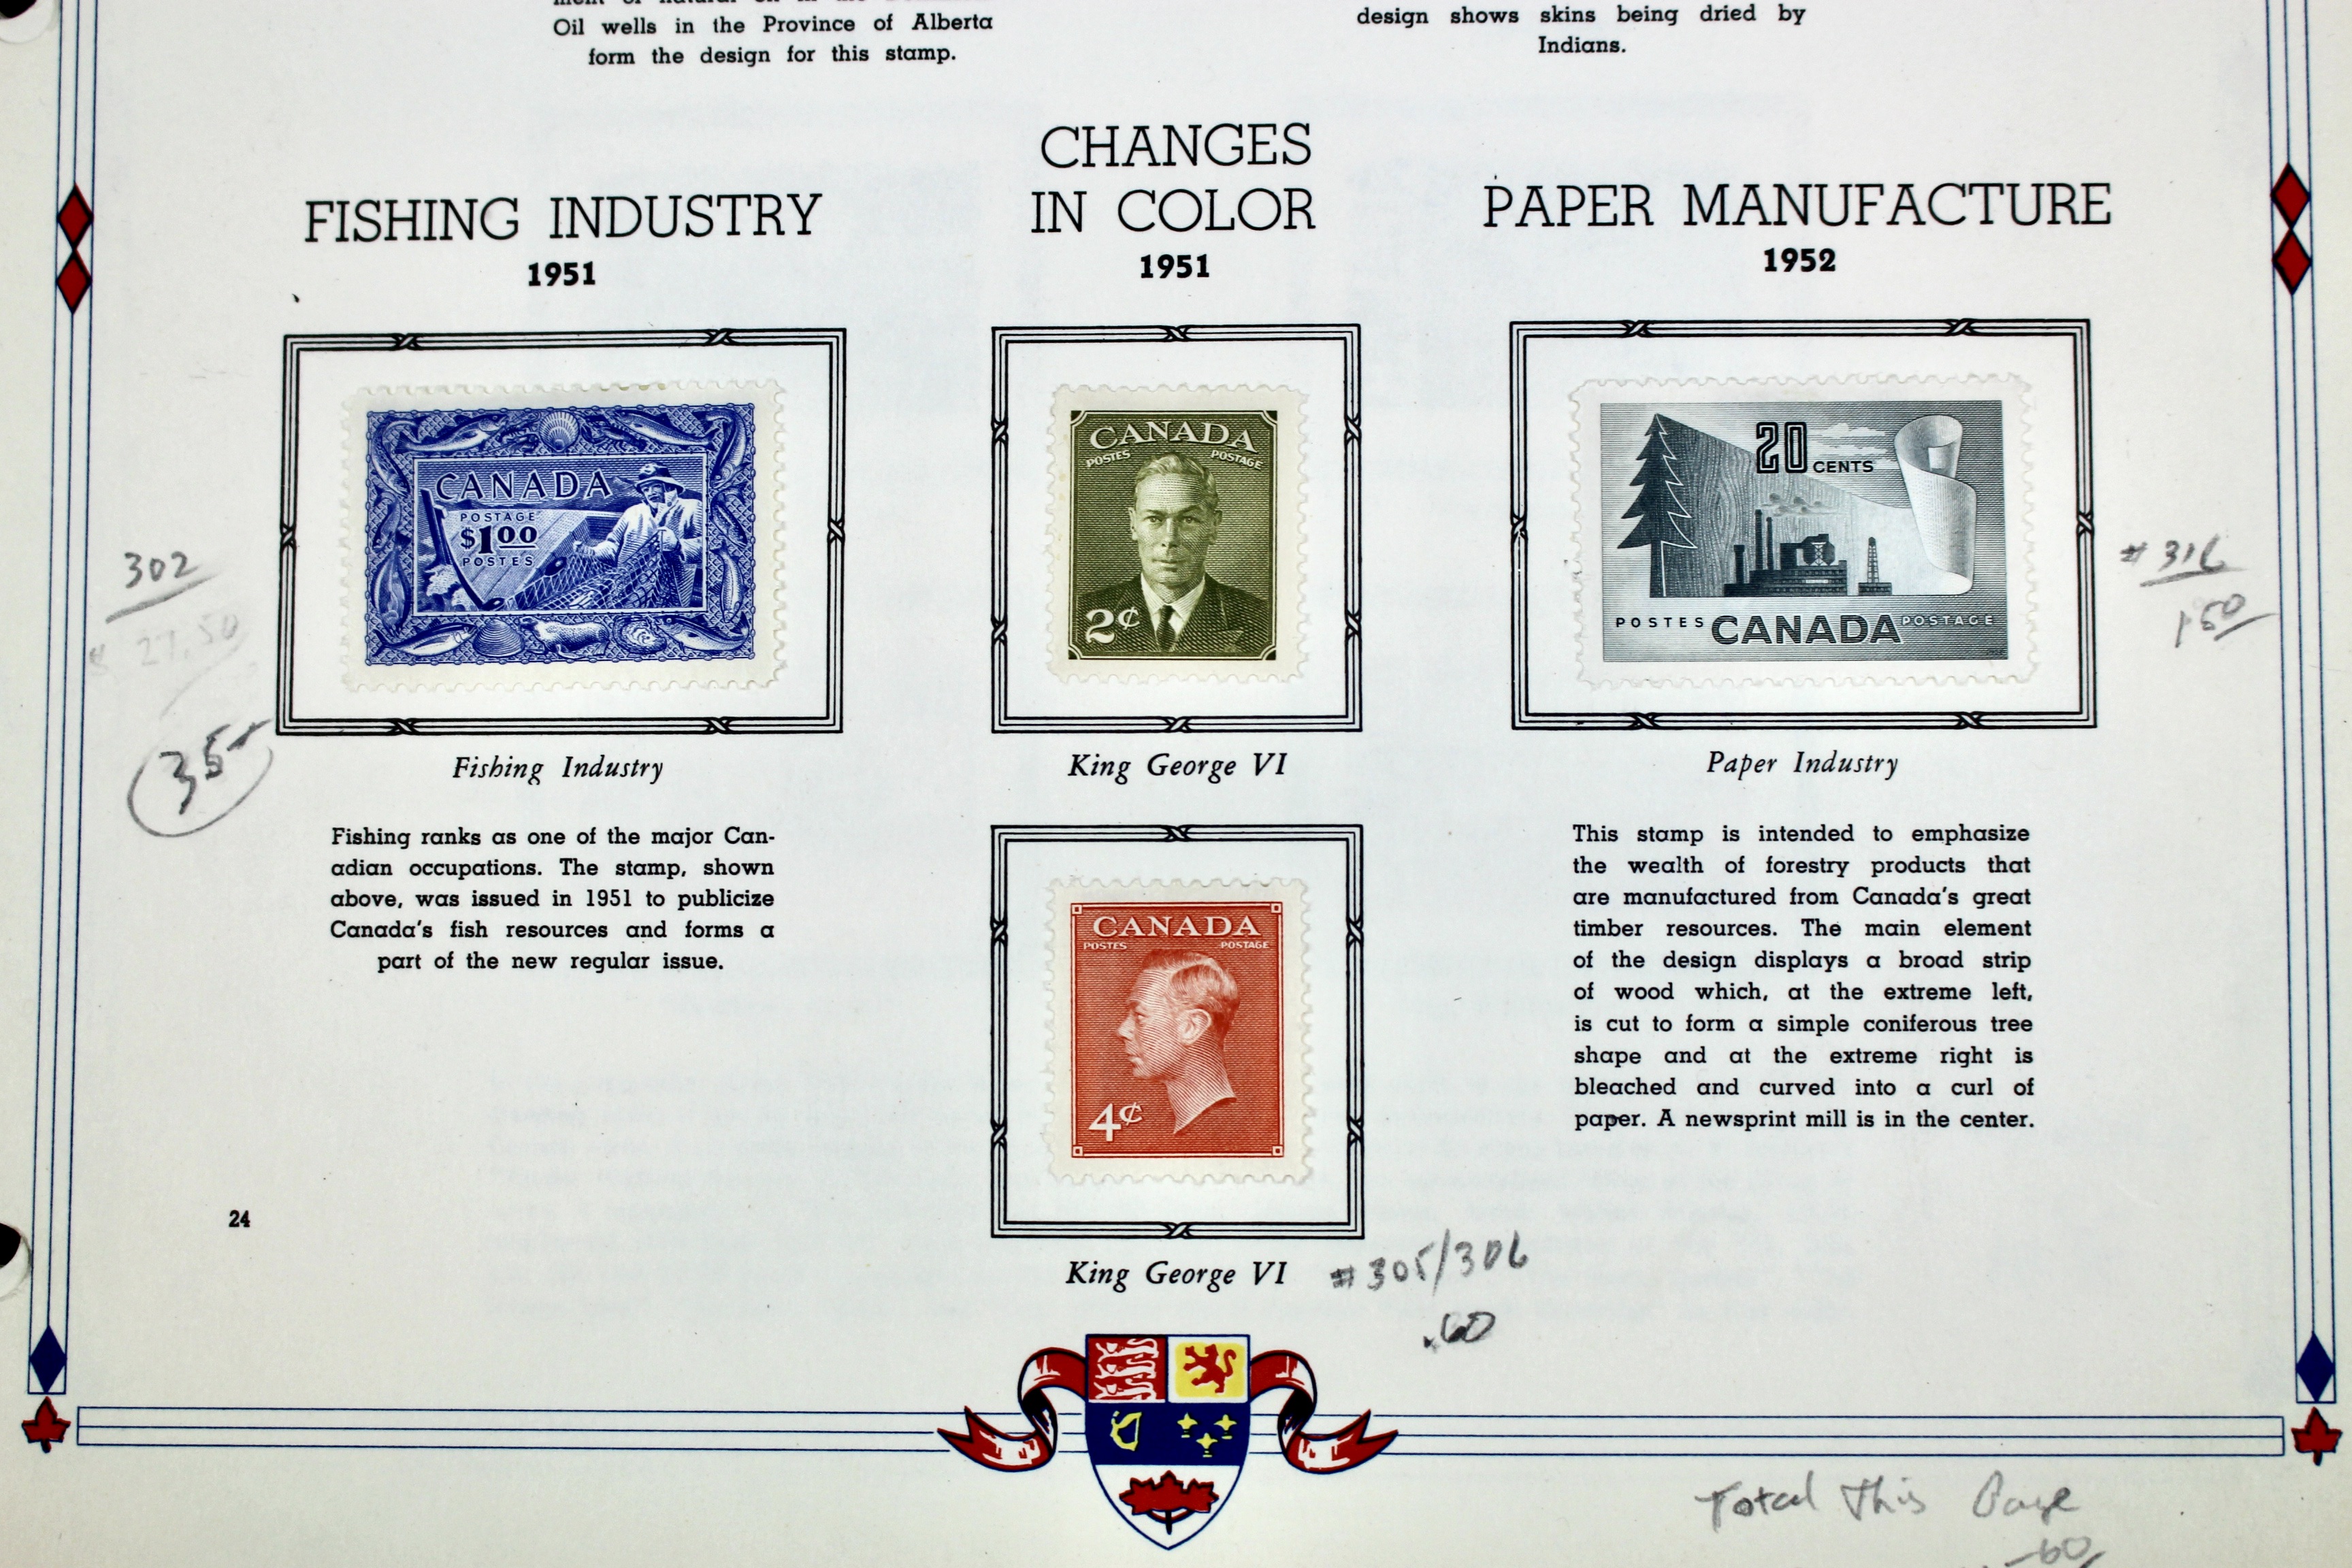 Oil wells in the Province of Alberta
form the design for this stamp.
design shows skins being dried by
Indians.
FISHING INDUSTRY
1951
CHANGES
IN COLOR
1951
PAPER MANUFACTURE
1952
CANADA
POSTAGE
$1.00
POSTES
CANADA
POSTES POSTAGE
2¢
20 CENTS
POSTES CANADA POSTAGE
302
$ 27.50
35
# 316
1.50
Fishing Industry
King George VI
Paper Industry
Fishing ranks as one of the major Can-
adian occupations. The stamp, shown
above, was issued in 1951 to publicize
Canada's fish resources and forms a
part of the new regular issue.
CANADA
POSTES POSTAGE
4¢
King George VI
This stamp is intended to emphasize
the wealth of forestry products that
are manufactured from Canada's great
timber resources. The main element
of the design displays a broad strip
of wood which, at the extreme left,
is cut to form a simple coniferous tree
shape and at the extreme right is
bleached and curved into a curl of
paper. A newsprint mill is in the center.
24
#305/306
.60
Total This Page
60